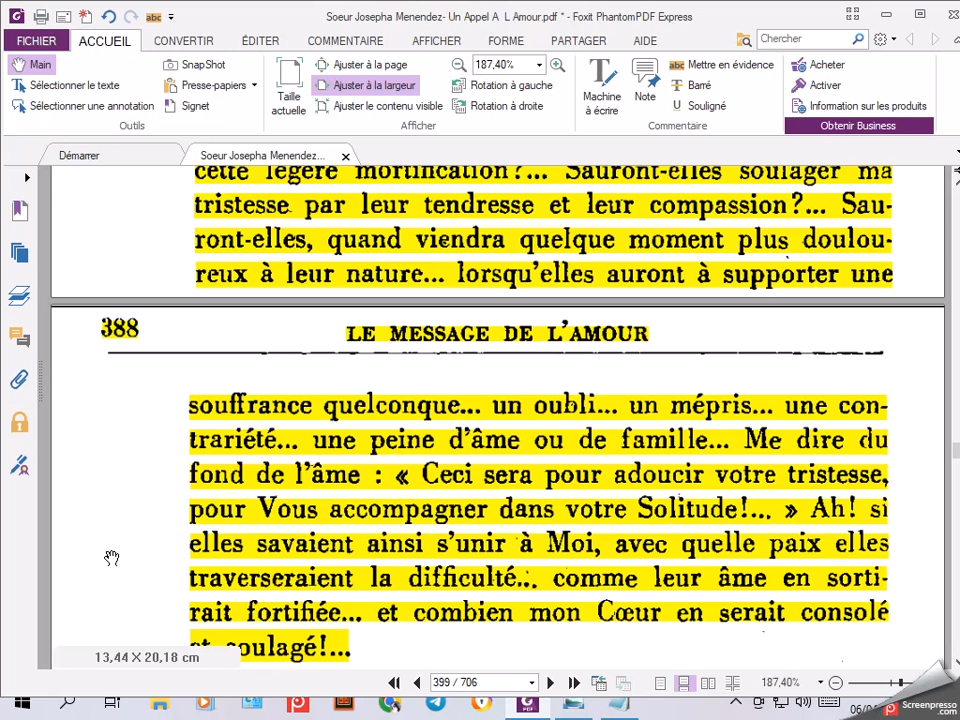 Soeur Josepha Menendez- Un Appel A L Amour.pdf * - Foxit PhantomPDF Express
FICHIER ACCUEIL CONVERTIR ÉDITER COMMENTAIRE AFFICHER FORME PARTAGER AIDE Chercher
Main SnapShot Ajuster à la page 187,40% Mettre en évidence Acheter
Sélectionner le texte Presse-papiers Ajuster à la largeur Rotation à gauche Barré Activer
Sélectionner une annotation Signet Taille actuelle Ajuster le contenu visible Rotation à droite Machine à écrire Note Souligné Information sur les produits
Outils Afficher Commentaire Obtenir Business
Démarrer Soeur Josepha Menendez...
cette légère mortification?... Sauront-elles soulager ma
tristesse par leur tendresse et leur compassion?... Sau-
ront-elles, quand viendra quelque moment plus doulou-
reux à leur nature... lorsqu'elles auront à supporter une
388 LE MESSAGE DE L'AMOUR
souffrance quelconque... un oubli... un mépris... une con-
trariété... une peine d'âme ou de famille... Me dire du
fond de l'âme : « Ceci sera pour adoucir votre tristesse,
pour Vous accompagner dans votre Solitude!... » Ah! si
elles savaient ainsi s'unir à Moi, avec quelle paix elles
traverseraient la difficulté... comme leur âme en sorti-
rait fortifiée... et combien mon Cœur en serait consolé
et soulagé!...
13,44 X 20,18 cm
399 / 706 187,40%
Screenpresso
.com